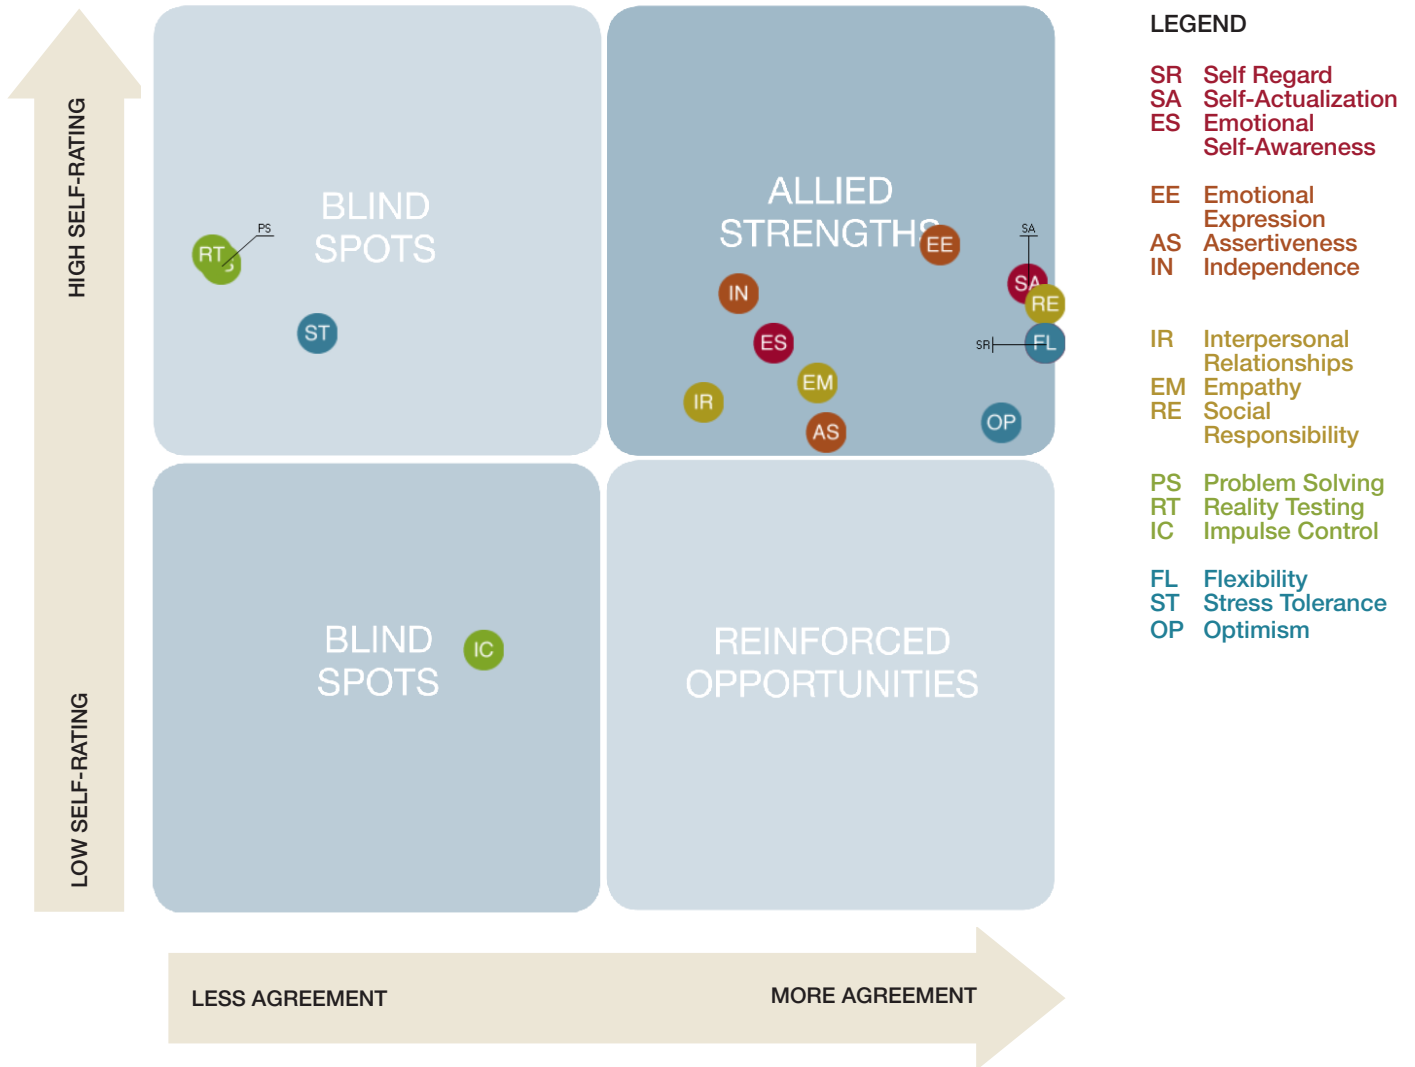 HIGH SELF-RATING
LOW SELF-RATING
BLIND
SPOTS
PS
RT
ST
ALLIED
STRENGTHS
EE
SA
SA
IN
RE
ES
SR
FL
EM
IR
AS
OP
BLIND
SPOTS
IC
REINFORCED
OPPORTUNITIES
LESS AGREEMENT
MORE AGREEMENT
LEGEND
SR Self Regard
SA Self-Actualization
ES Emotional
Self-Awareness
EE Emotional
Expression
AS Assertiveness
IN Independence
IR Interpersonal
Relationships
EM Empathy
RE Social
Responsibility
PS Problem Solving
RT Reality Testing
IC Impulse Control
FL Flexibility
ST Stress Tolerance
OP Optimism